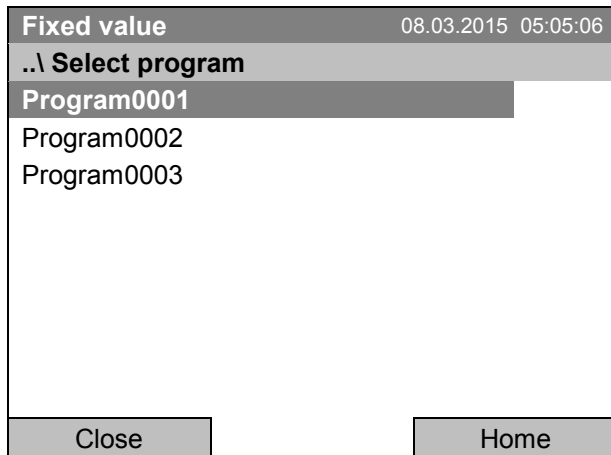 Fixed value 08.03.2015 05:05:06
..\ Select program
Program0001
Program0002
Program0003
Close Home